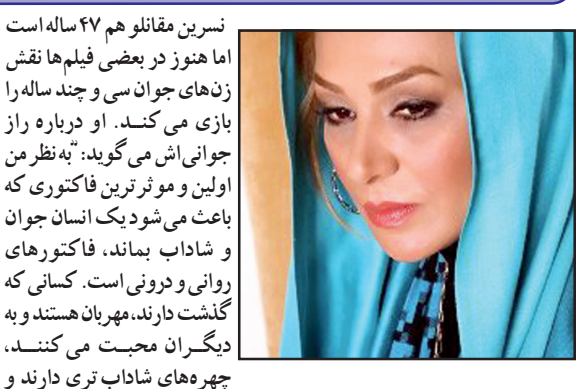 نسرین مقانلو هم ۴۷ ساله است
اما هنوز در بعضی فیلم‌ها نقش
زن‌های جوان سی و چند ساله را
بازی می‌کند. او درباره راز
جوانی‌اش می‌گوید: "به نظر من
اولین و موثرترین فاکتوری که
باعث می‌شود یک انسان جوان
و شاداب بماند، فاکتورهای
روانی و درونی است. کسانی که
گذشت دارند، مهربان هستند و به
دیگران محبت می‌کنند،
چهره‌های شاداب تری دارند و